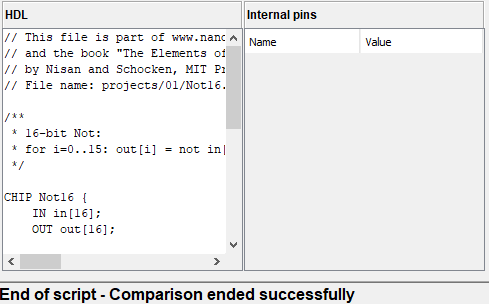 HDL
// This file is part of www.nand
// and the book "The Elements of
// by Nisan and Schocken, MIT Pr
// File name: projects/01/Not16.
/**
* 16-bit Not:
* for i=0..15: out[i] = not in[
*/
CHIP Not16 {
IN in[16];
OUT out[16];
Internal pins
Name Value
End of script - Comparison ended successfully